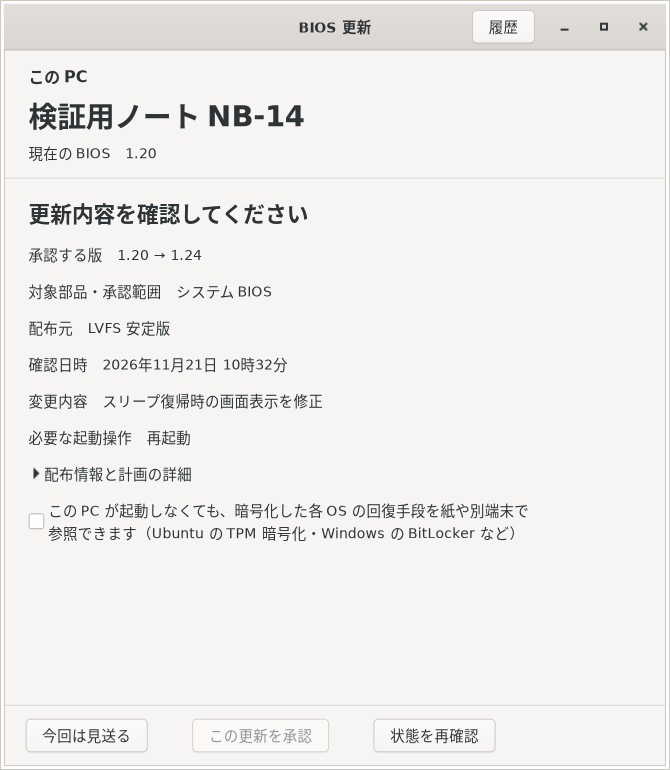 BIOS 更新
履歴
この PC
検証用ノート NB-14
現在の BIOS　1.20
更新内容を確認してください
承認する版　1.20 → 1.24
対象部品・承認範囲　システム BIOS
配布元　LVFS 安定版
確認日時　2026年11月21日 10時32分
変更内容　スリープ復帰時の画面表示を修正
必要な起動操作　再起動
配布情報と計画の詳細
この PC が起動しなくても、暗号化した各 OS の回復手段を紙や別端末で
参照できます（Ubuntu の TPM 暗号化・Windows の BitLocker など）
今回は見送る
この更新を承認
状態を再確認